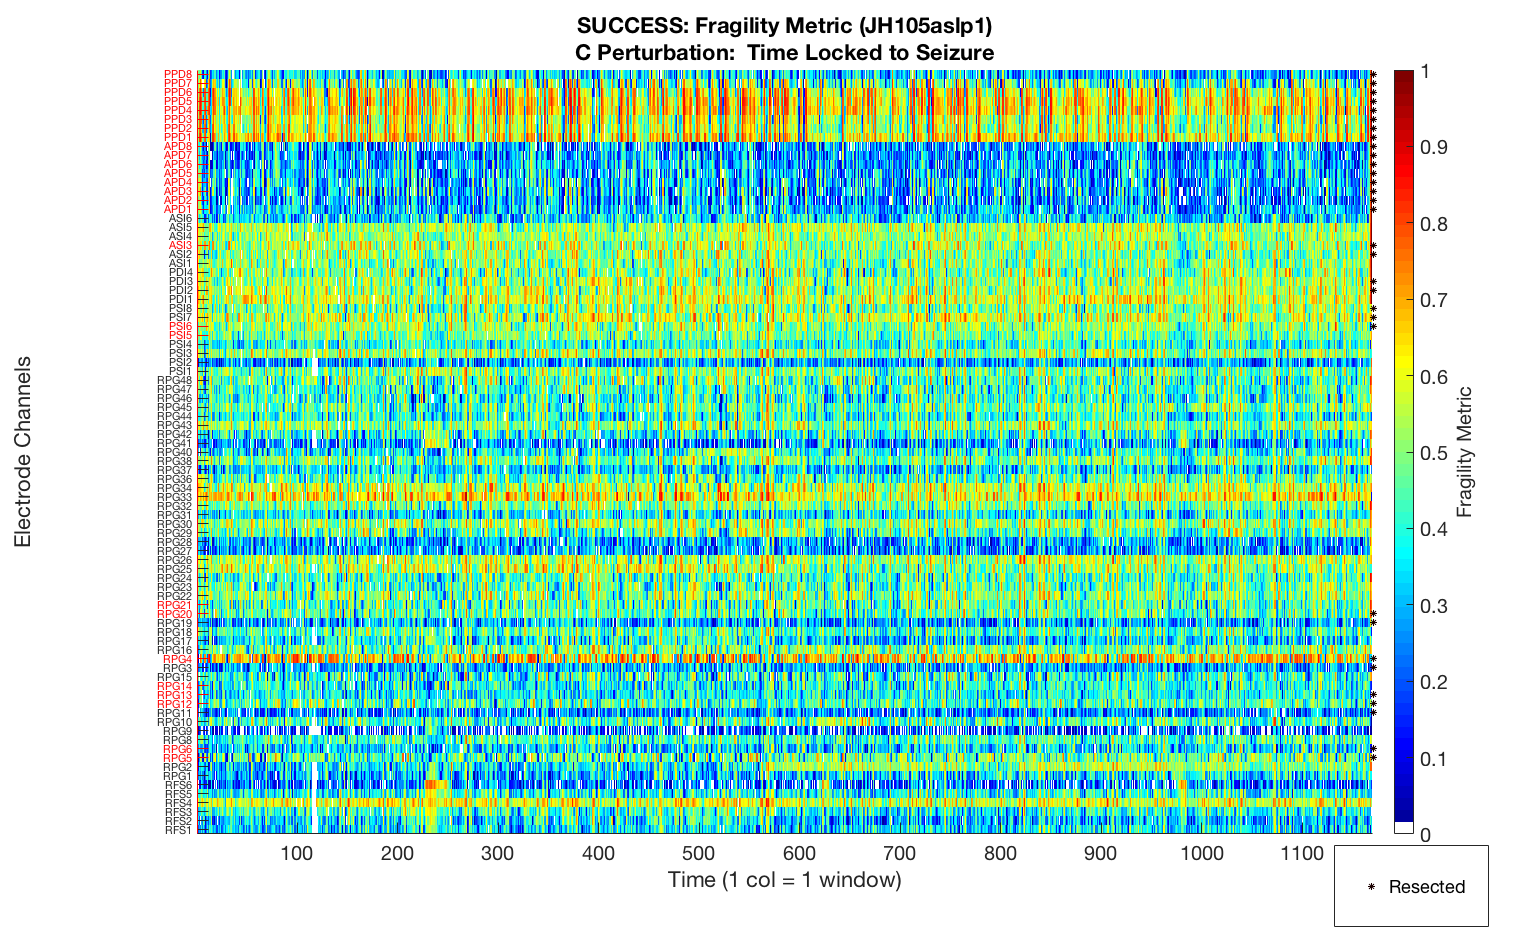 SUCCESS: Fragility Metric (JH105aslp1)
C Perturbation: Time Locked to Seizure
Electrode Channels
PPD8
PPD7
PPD6
PPD5
PPD4
PPD3
PPD2
PPD1
APD8
APD7
APD6
APD5
APD4
APD3
APD2
APD1
ASI6
ASI5
ASI4
ASI3
ASI2
ASI1
PDI4
PDI3
PDI2
PDI1
PSI8
PSI7
PSI6
PSI5
PSI4
PSI3
PSI2
PSI1
RPG48
RPG47
RPG46
RPG45
RPG44
RPG43
RPG42
RPG41
RPG40
RPG38
RPG37
RPG36
RPG34
RPG33
RPG32
RPG31
RPG30
RPG29
RPG28
RPG27
RPG26
RPG25
RPG24
RPG23
RPG22
RPG21
RPG20
RPG19
RPG18
RPG17
RPG16
RPG4
RPG3
RPG15
RPG14
RPG13
RPG12
RPG11
RPG10
RPG9
RPG8
RPG6
RPG5
RPG2
RPG1
RFS6
RFS5
RFS4
RFS3
RFS2
RFS1
100 200 300 400 500 600 700 800 900 1000 1100
Time (1 col = 1 window)
1
0.9
0.8
0.7
0.6
0.5
0.4
0.3
0.2
0.1
0
Fragility Metric
Resected